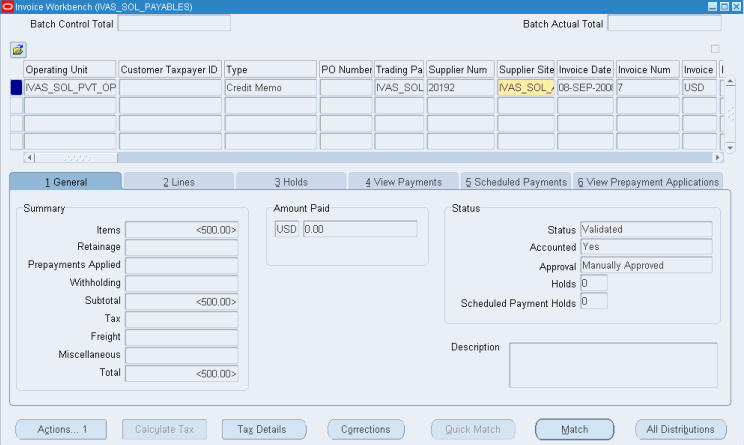 Invoice Workbench (IVAS_SOL_PAYABLES)
Batch Control Total
Batch Actual Total
Operating Unit Customer Taxpayer ID Type PO Number Trading Pa Supplier Num Supplier Site Invoice Date Invoice Num Invoice
IVAS_SOL_PVT_OP Credit Memo IVAS_SOL 20192 IVAS_SOL_ 08-SEP-200 7 USD
1 General 2 Lines 3 Holds 4 View Payments 5 Scheduled Payments 6 View Prepayment Applications
Summary
Items <500.00>
Retainage
Prepayments Applied
Withholding
Subtotal <500.00>
Tax
Freight
Miscellaneous
Total <500.00>
Amount Paid
USD 0.00
Status
Status Validated
Accounted Yes
Approval Manually Approved
Holds 0
Scheduled Payment Holds 0
Description
Actions... 1 Calculate Tax Tax Details Corrections Quick Match Match All Distributions